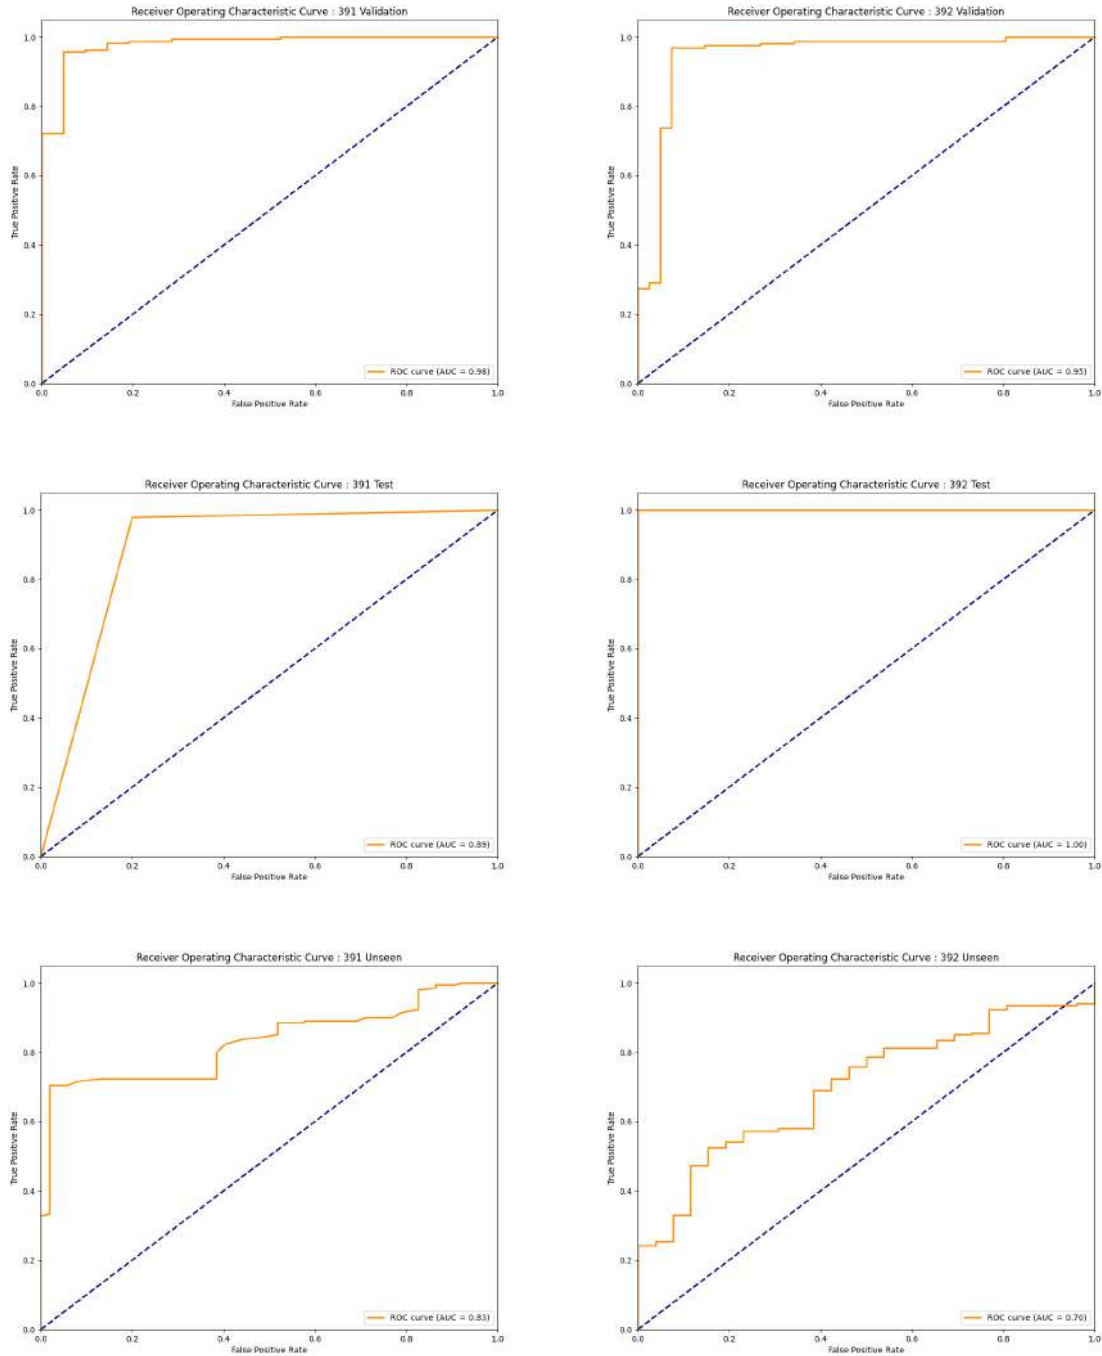 Receiver Operating Characteristic Curve : 391 Validation
1.0
0.8
0.6
0.4
0.2
0.0
True Positive Rate
ROC curve (AUC = 0.98)
0.0 0.2 0.4 0.6 0.8 1.0
False Positive Rate
Receiver Operating Characteristic Curve : 392 Validation
1.0
0.8
0.6
0.4
0.2
0.0
True Positive Rate
ROC curve (AUC = 0.95)
0.0 0.2 0.4 0.6 0.8 1.0
False Positive Rate
Receiver Operating Characteristic Curve : 391 Test
1.0
0.8
0.6
0.4
0.2
0.0
True Positive Rate
ROC curve (AUC = 0.89)
0.0 0.2 0.4 0.6 0.8 1.0
False Positive Rate
Receiver Operating Characteristic Curve : 392 Test
1.0
0.8
0.6
0.4
0.2
0.0
True Positive Rate
ROC curve (AUC = 1.00)
0.0 0.2 0.4 0.6 0.8 1.0
False Positive Rate
Receiver Operating Characteristic Curve : 391 Unseen
1.0
0.8
0.6
0.4
0.2
0.0
True Positive Rate
ROC curve (AUC = 0.83)
0.0 0.2 0.4 0.6 0.8 1.0
False Positive Rate
Receiver Operating Characteristic Curve : 392 Unseen
1.0
0.8
0.6
0.4
0.2
0.0
True Positive Rate
ROC curve (AUC = 0.70)
0.0 0.2 0.4 0.6 0.8 1.0
False Positive Rate